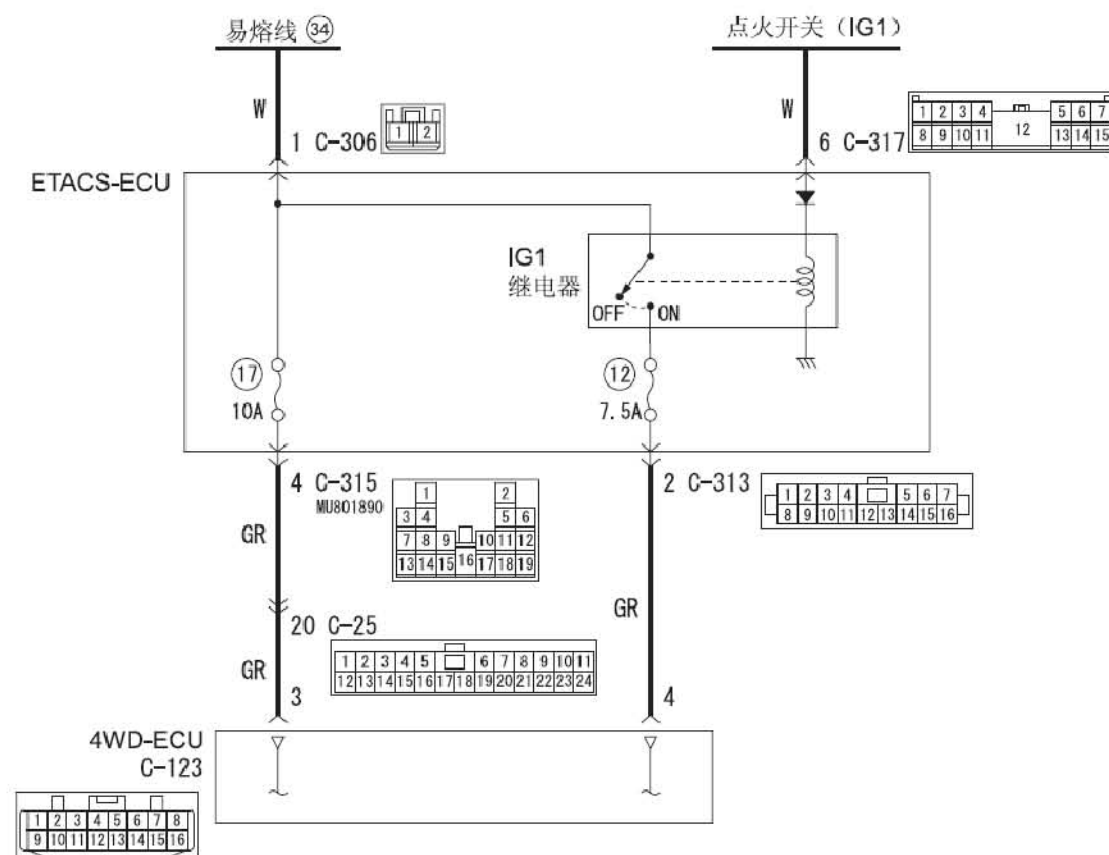 易熔线 ㉞
点火开关（IG1）
W
W
1 C-306
1 2
6 C-317
1 2 3 4 5 6 7
8 9 10 11 12 13 14 15
ETACS-ECU
IG1
继电器
OFF ON
⑰
10A
⑫
7.5A
4 C-315
MU801890
1 2
3 4 5 6
7 8 9 10 11 12
13 14 15 16 17 18 19
2 C-313
1 2 3 4 5 6 7
8 9 10 11 12 13 14 15 16
GR
GR
20 C-25
1 2 3 4 5 6 7 8 9 10 11
12 13 14 15 16 17 18 19 20 21 22 23 24
GR
3
4
4WD-ECU
C-123
1 2 3 4 5 6 7 8
9 10 11 12 13 14 15 16